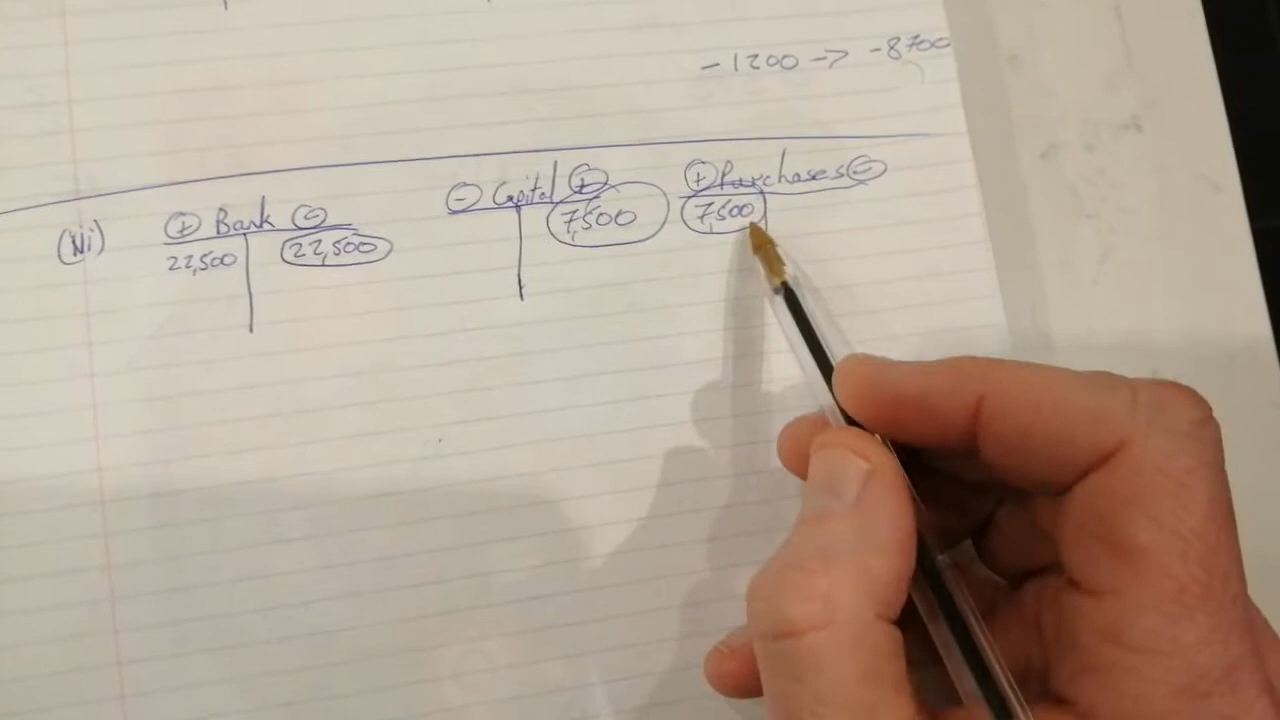 -1200 -> -8700
(vi) + Bank - - Capital + + Purchases -
22,500 22,500 7,500 7,500